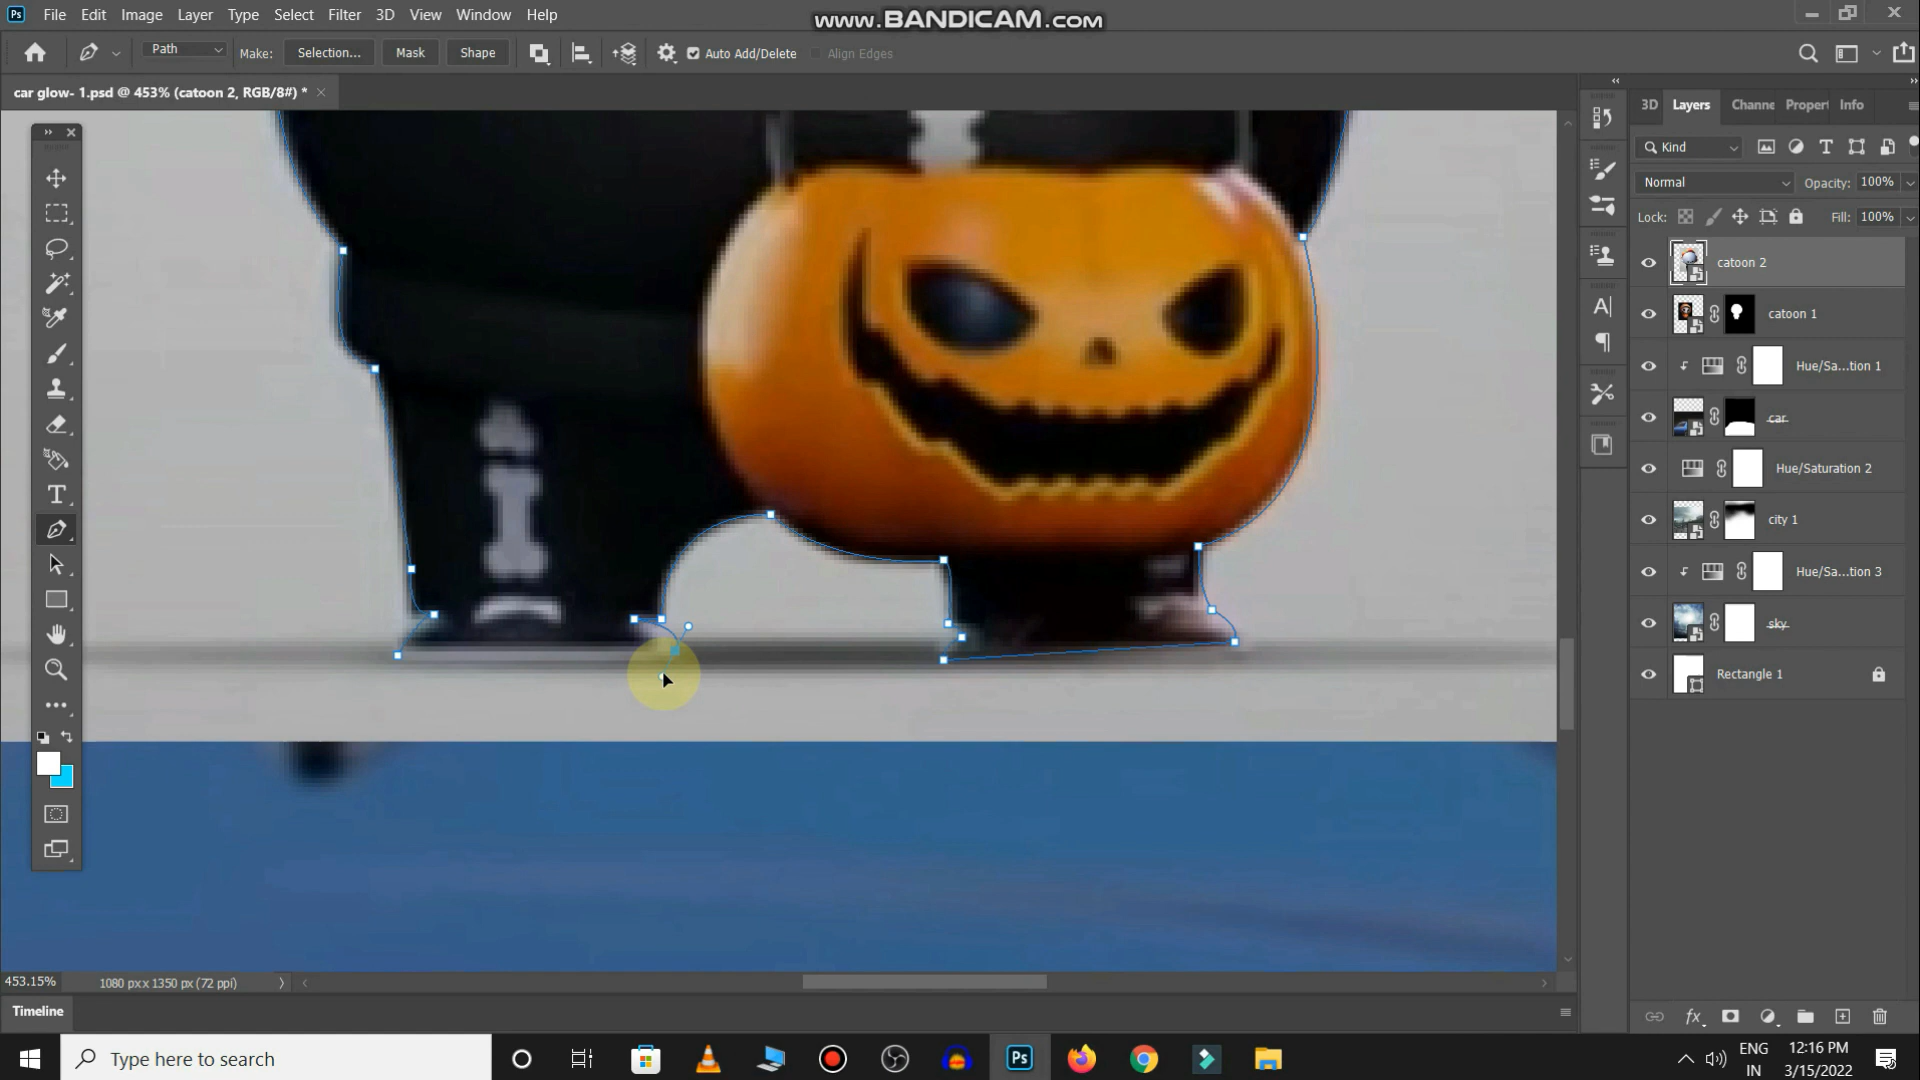 File Edit Image Layer Type Select Filter 3D View Window Help
www.BANDICAM.com
Path Make: Selection... Mask Shape Auto Add/Delete Align Edges
car glow- 1.psd @ 453% (catoon 2, RGB/8#) *
3D Layers Channe Propert Info
Kind
Normal Opacity: 100%
Lock: Fill: 100%
catoon 2
catoon 1
Hue/Sa...tion 1
car
Hue/Saturation 2
city 1
Hue/Sa...tion 3
sky
Rectangle 1
453.15% 1080 px x 1350 px (72 ppi)
Timeline
Type here to search
Ps
ENG
IN
12:16 PM
3/15/2022